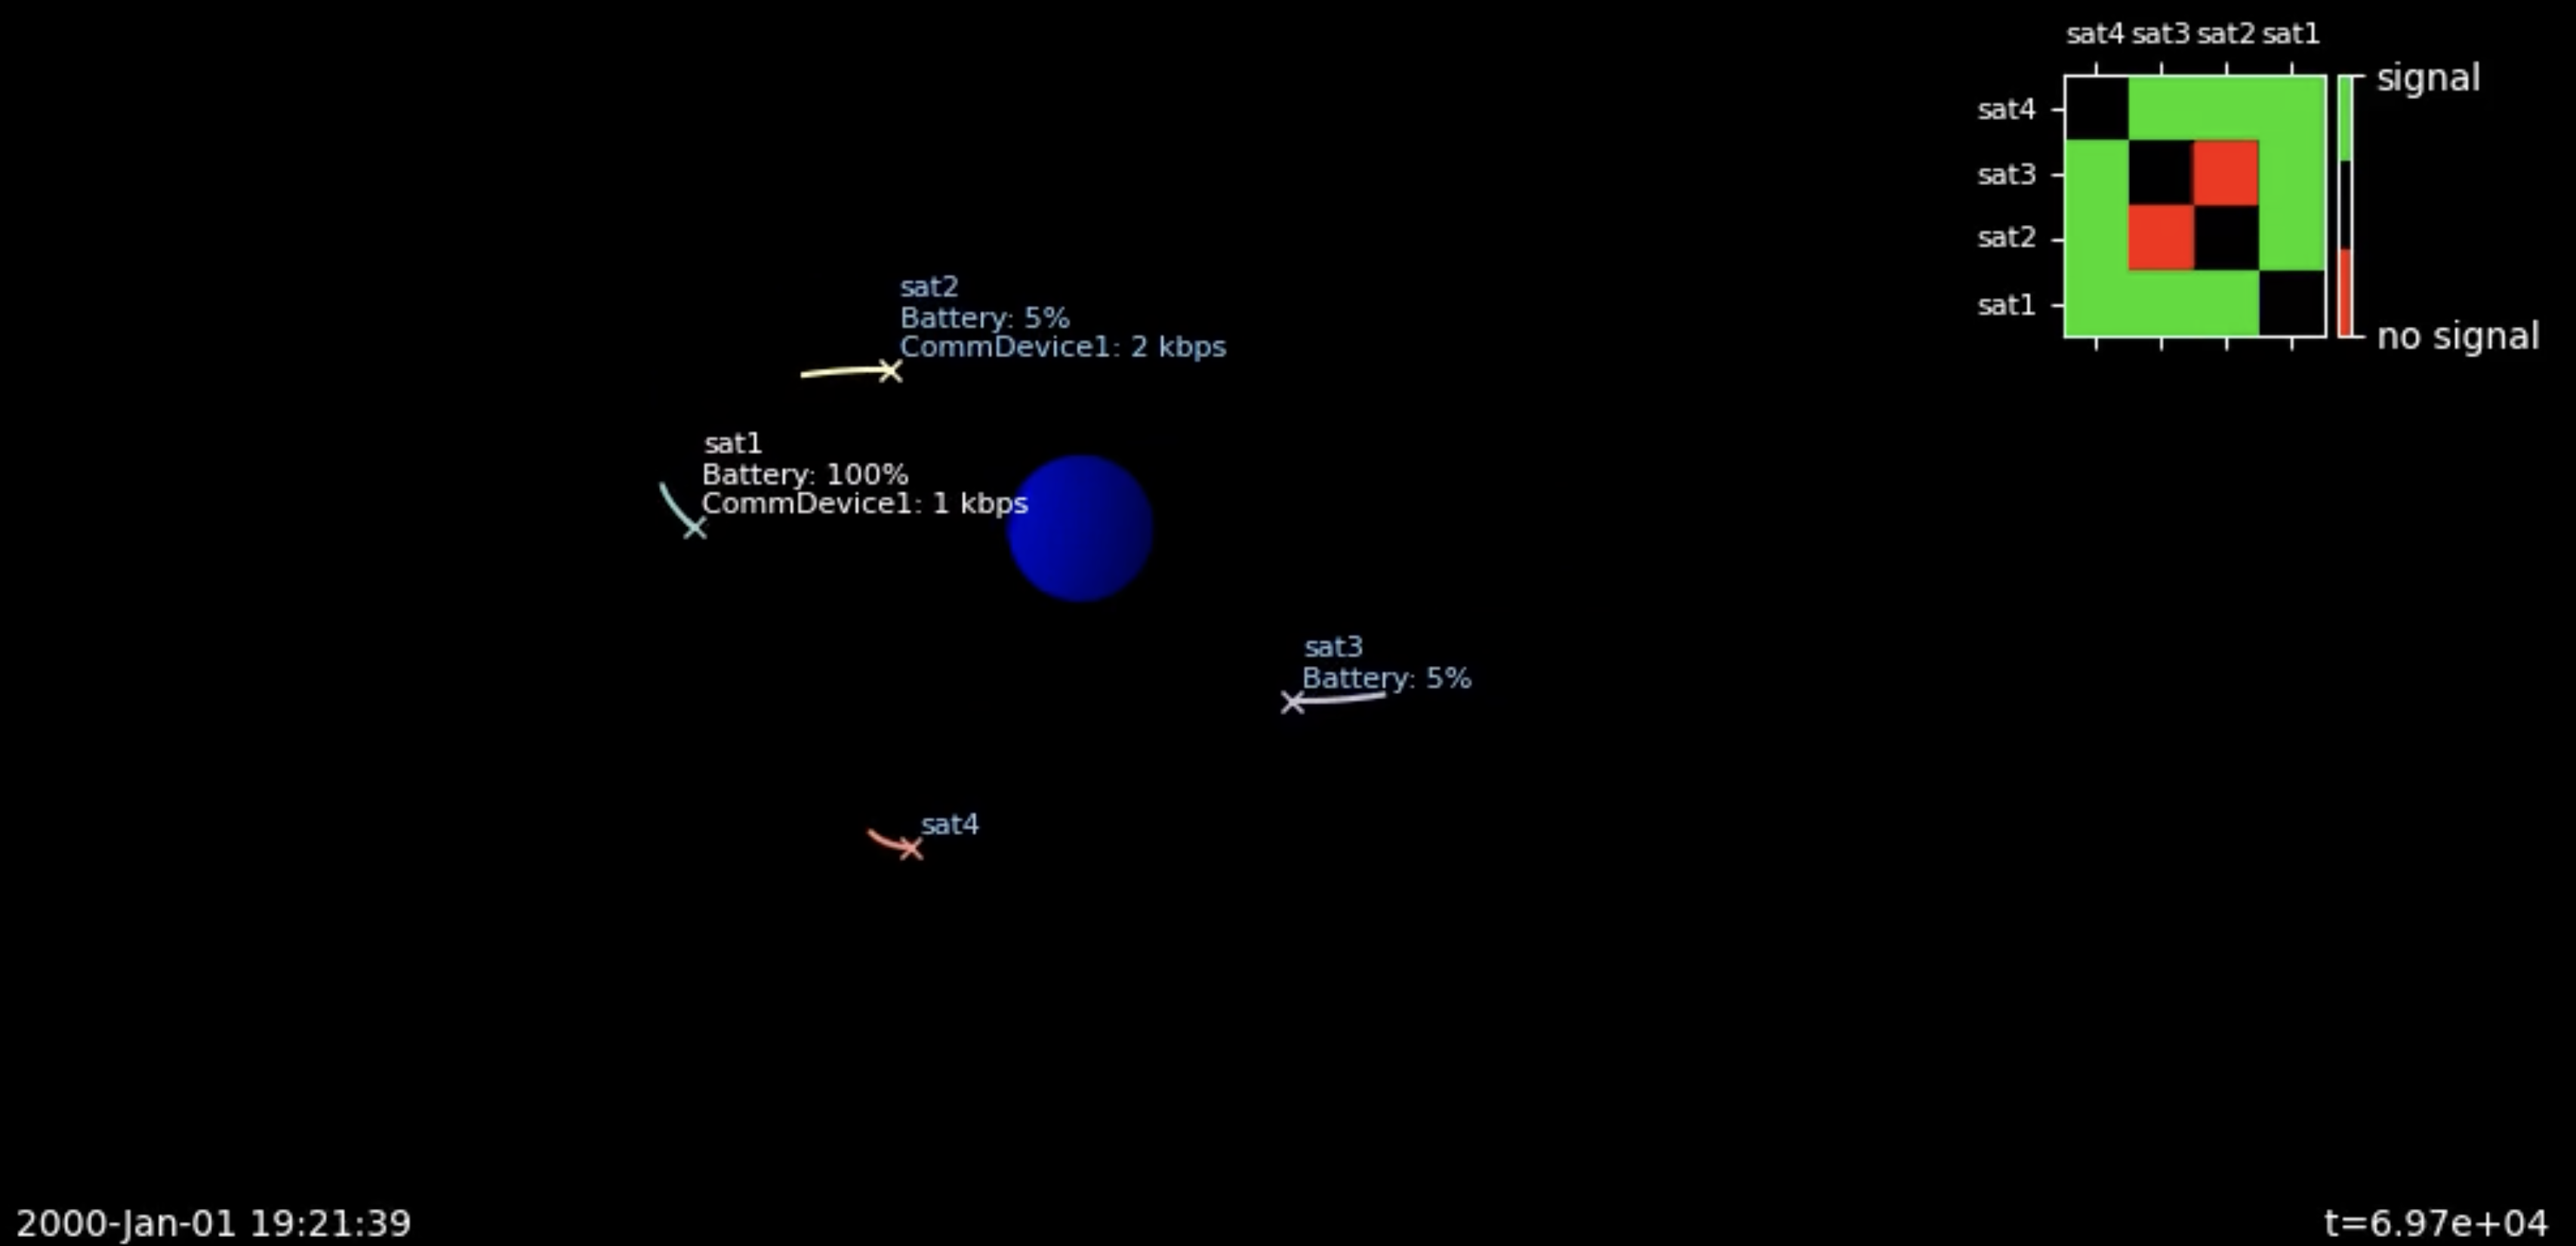 sat4 sat3 sat2 sat1
signal
sat4
sat3
sat2
sat1
no signal
sat2
Battery: 5%
CommDevice1: 2 kbps
sat1
Battery: 100%
CommDevice1: 1 kbps
sat3
Battery: 5%
sat4
2000-Jan-01 19:21:39
t=6.97e+04